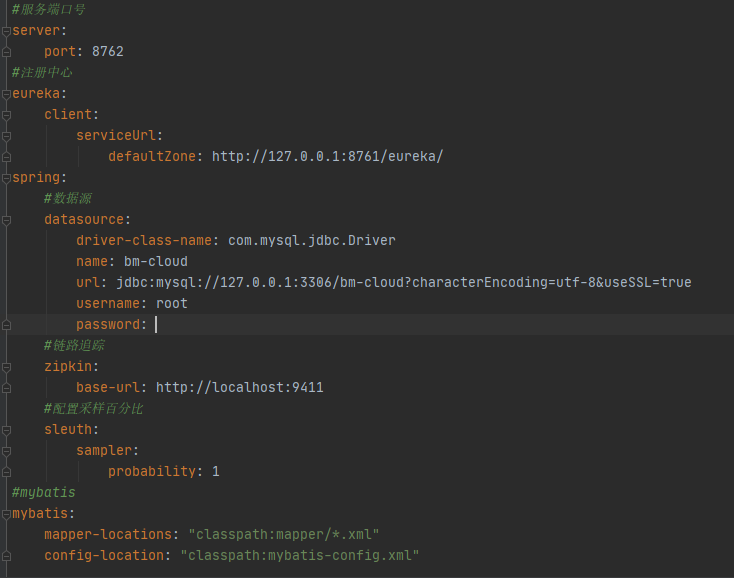 #服务端口号
server:
    port: 8762
#注册中心
eureka:
    client:
        serviceUrl:
            defaultZone: http://127.0.0.1:8761/eureka/
spring:
    #数据源
    datasource:
        driver-class-name: com.mysql.jdbc.Driver
        name: bm-cloud
        url: jdbc:mysql://127.0.0.1:3306/bm-cloud?characterEncoding=utf-8&useSSL=true
        username: root
        password:
    #链路追踪
    zipkin:
        base-url: http://localhost:9411
    #配置采样百分比
    sleuth:
        sampler:
            probability: 1
#mybatis
mybatis:
    mapper-locations: "classpath:mapper/*.xml"
    config-location: "classpath:mybatis-config.xml"